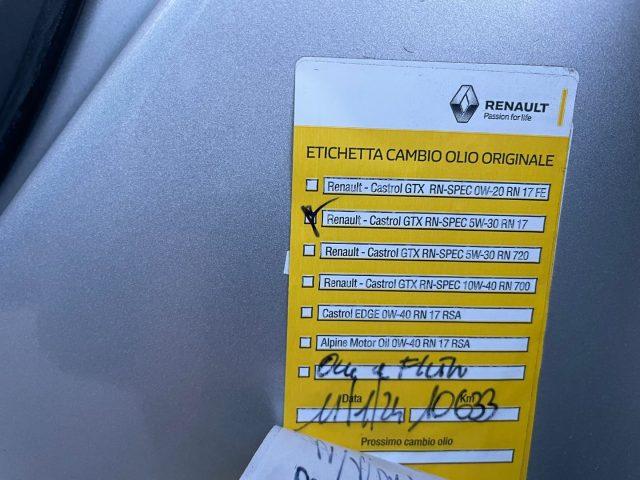 RENAULT
Passion for life
ETICHETTA CAMBIO OLIO ORIGINALE
Renault - Castrol GTX RN-SPEC 0W-20 RN 17 FE
Renault - Castrol GTX RN-SPEC 5W-30 RN 17
Renault - Castrol GTX RN-SPEC 5W-30 RN 720
Renault - Castrol GTX RN-SPEC 10W-40 RN 700
Castrol EDGE 0W-40 RN 17 RSA
Alpine Motor Oil 0W-40 RN 17 RSA
Data Km
11/1/24 10633
Prossimo cambio olio